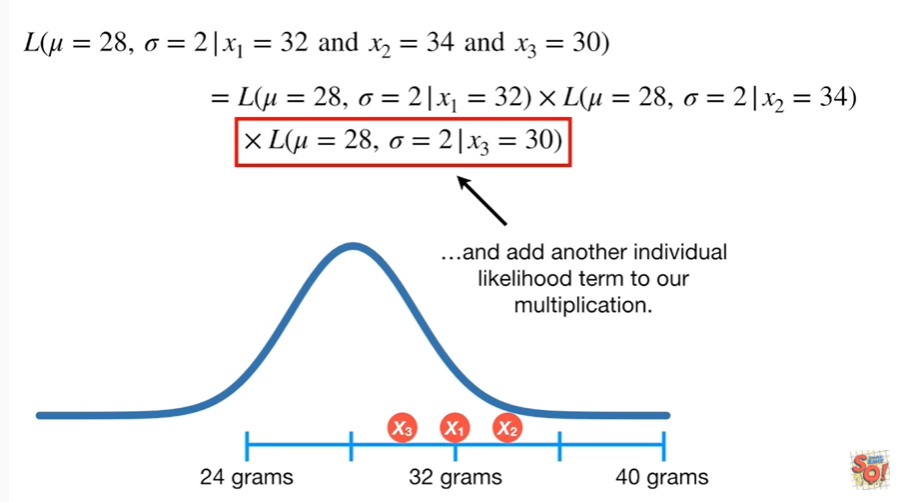 L(μ = 28, σ = 2|x₁ = 32 and x₂ = 34 and x₃ = 30)
= L(μ = 28, σ = 2|x₁ = 32) × L(μ = 28, σ = 2|x₂ = 34)
× L(μ = 28, σ = 2|x₃ = 30)
…and add another individual
likelihood term to our
multiplication.
X₃ X₁ X₂
24 grams 32 grams 40 grams
SQ!